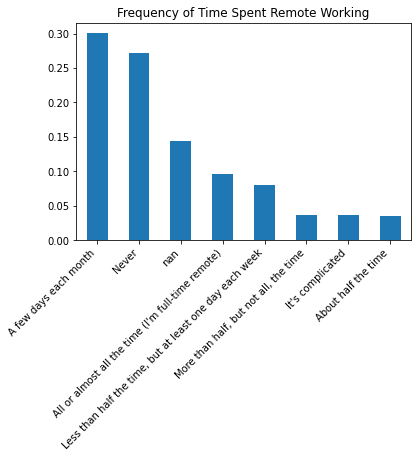 Frequency of Time Spent Remote Working
0.30
0.25
0.20
0.15
0.10
0.05
0.00
A few days each month
Never
nan
All or almost all the time (I'm full-time remote)
Less than half the time, but at least one day each week
More than half, but not all, the time
It's complicated
About half the time